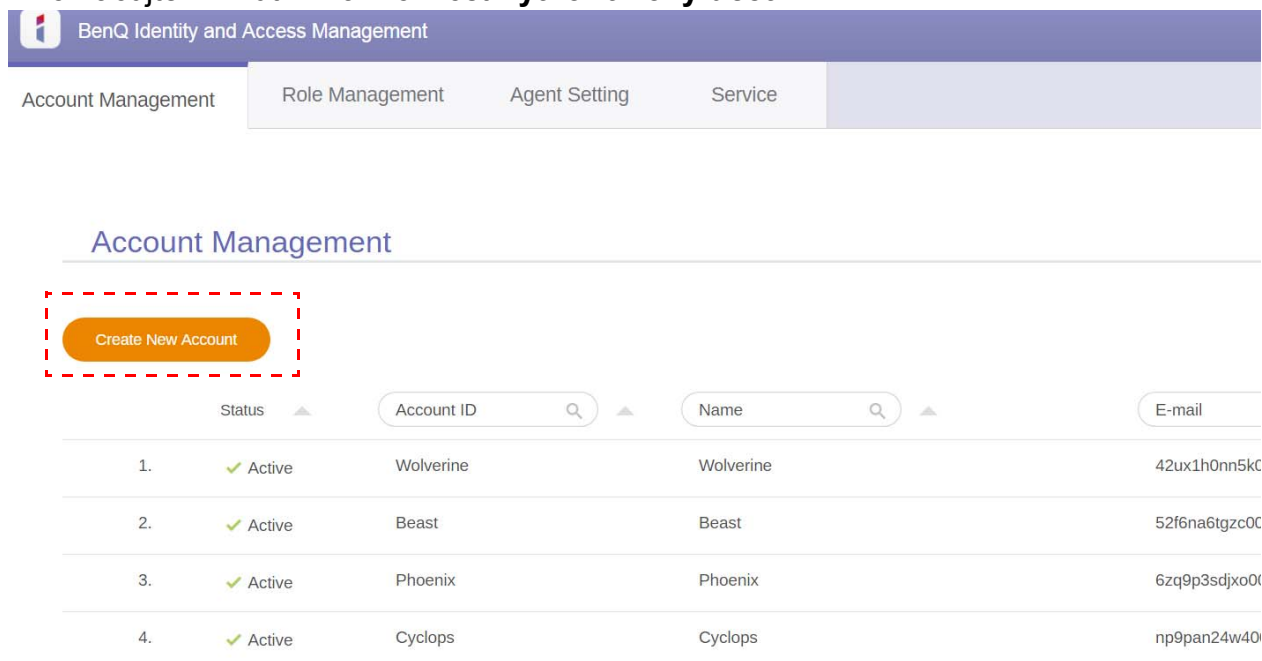 BenQ Identity and Access Management
Account Management Role Management Agent Setting Service
Account Management
Create New Account
Status Account ID Name E-mail
1. Active Wolverine Wolverine
2. Active Beast Beast
3. Active Phoenix Phoenix
4. Active Cyclops Cyclops